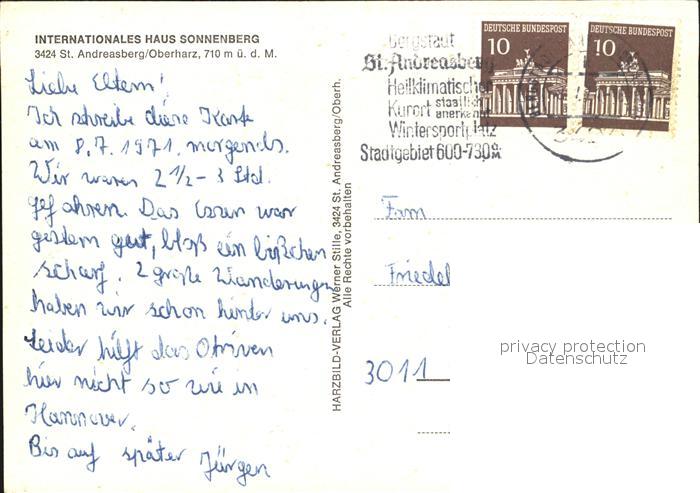 INTERNATIONALES HAUS SONNENBERG
3424 St. Andreasberg/Oberharz, 710 m ü. d. M.
Liebe Eltern!
Ich schreibe diese Karte
am 8.7.1971. morgends.
Wir waren 2 1/2 - 3 Std.
gefahren. Das Essen war
gestern gut, bloß ein bißchen
scharf. 2 große Wanderungen
haben wir schon hinter uns.
Leider hilft das Otriven
hier nicht so wie in
Hannover.
Bis auf später Jürgen
HARZBILD-VERLAG Werner Stille, 3424 St. Andreasberg/Oberh.
Alle Rechte vorbehalten
Bergstadt
St. Andreasberg
Heilklimatischer
Kurort staatlich anerkannt
Wintersportplatz
Stadtgebiet 600-730 m
DEUTSCHE BUNDESPOST
10
DEUTSCHE BUNDESPOST
10
Fam
Friedel
3011
privacy protection
Datenschutz